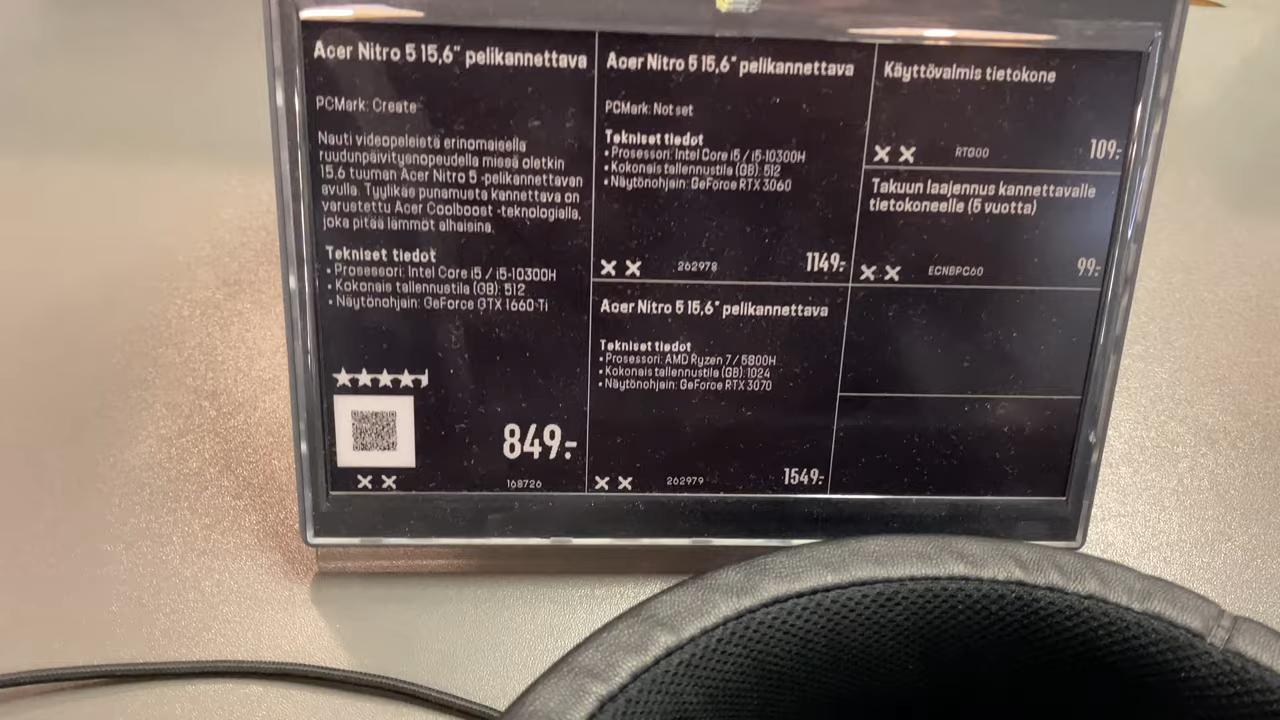 Acer Nitro 5 15,6" pelikannettava
PCMark: Create
Nauti videopeleistä erinomaisella
ruudunpäivitysnopeudella missä oletkin
15,6 tuuman Acer Nitro 5 -pelikannettavan
avulla. Tyylikäs punamusta kannettava on
varustettu Acer Coolboost -teknologialla,
joka pitää lämmöt alhaisina.
Tekniset tiedot
• Prosessori: Intel Core i5 / i5-10300H
• Kokonais tallennustila (GB): 512
• Näytönohjain: GeForce GTX 1660 Ti
849:-
168726
Acer Nitro 5 15,6" pelikannettava
PCMark: Not set
Tekniset tiedot
• Prosessori: Intel Core i5 / i5-10300H
• Kokonais tallennustila (GB): 512
• Näytönohjain: GeForce RTX 3060
262978
1149:-
Acer Nitro 5 15,6" pelikannettava
Tekniset tiedot
• Prosessori: AMD Ryzen 7 / 5800H
• Kokonais tallennustila (GB): 1024
• Näytönohjain: GeForce RTX 3070
262979
1549:-
Käyttövalmis tietokone
RTG00
109:-
Takuun laajennus kannettavalle
tietokoneelle (5 vuotta)
ECNBPC60
99:-